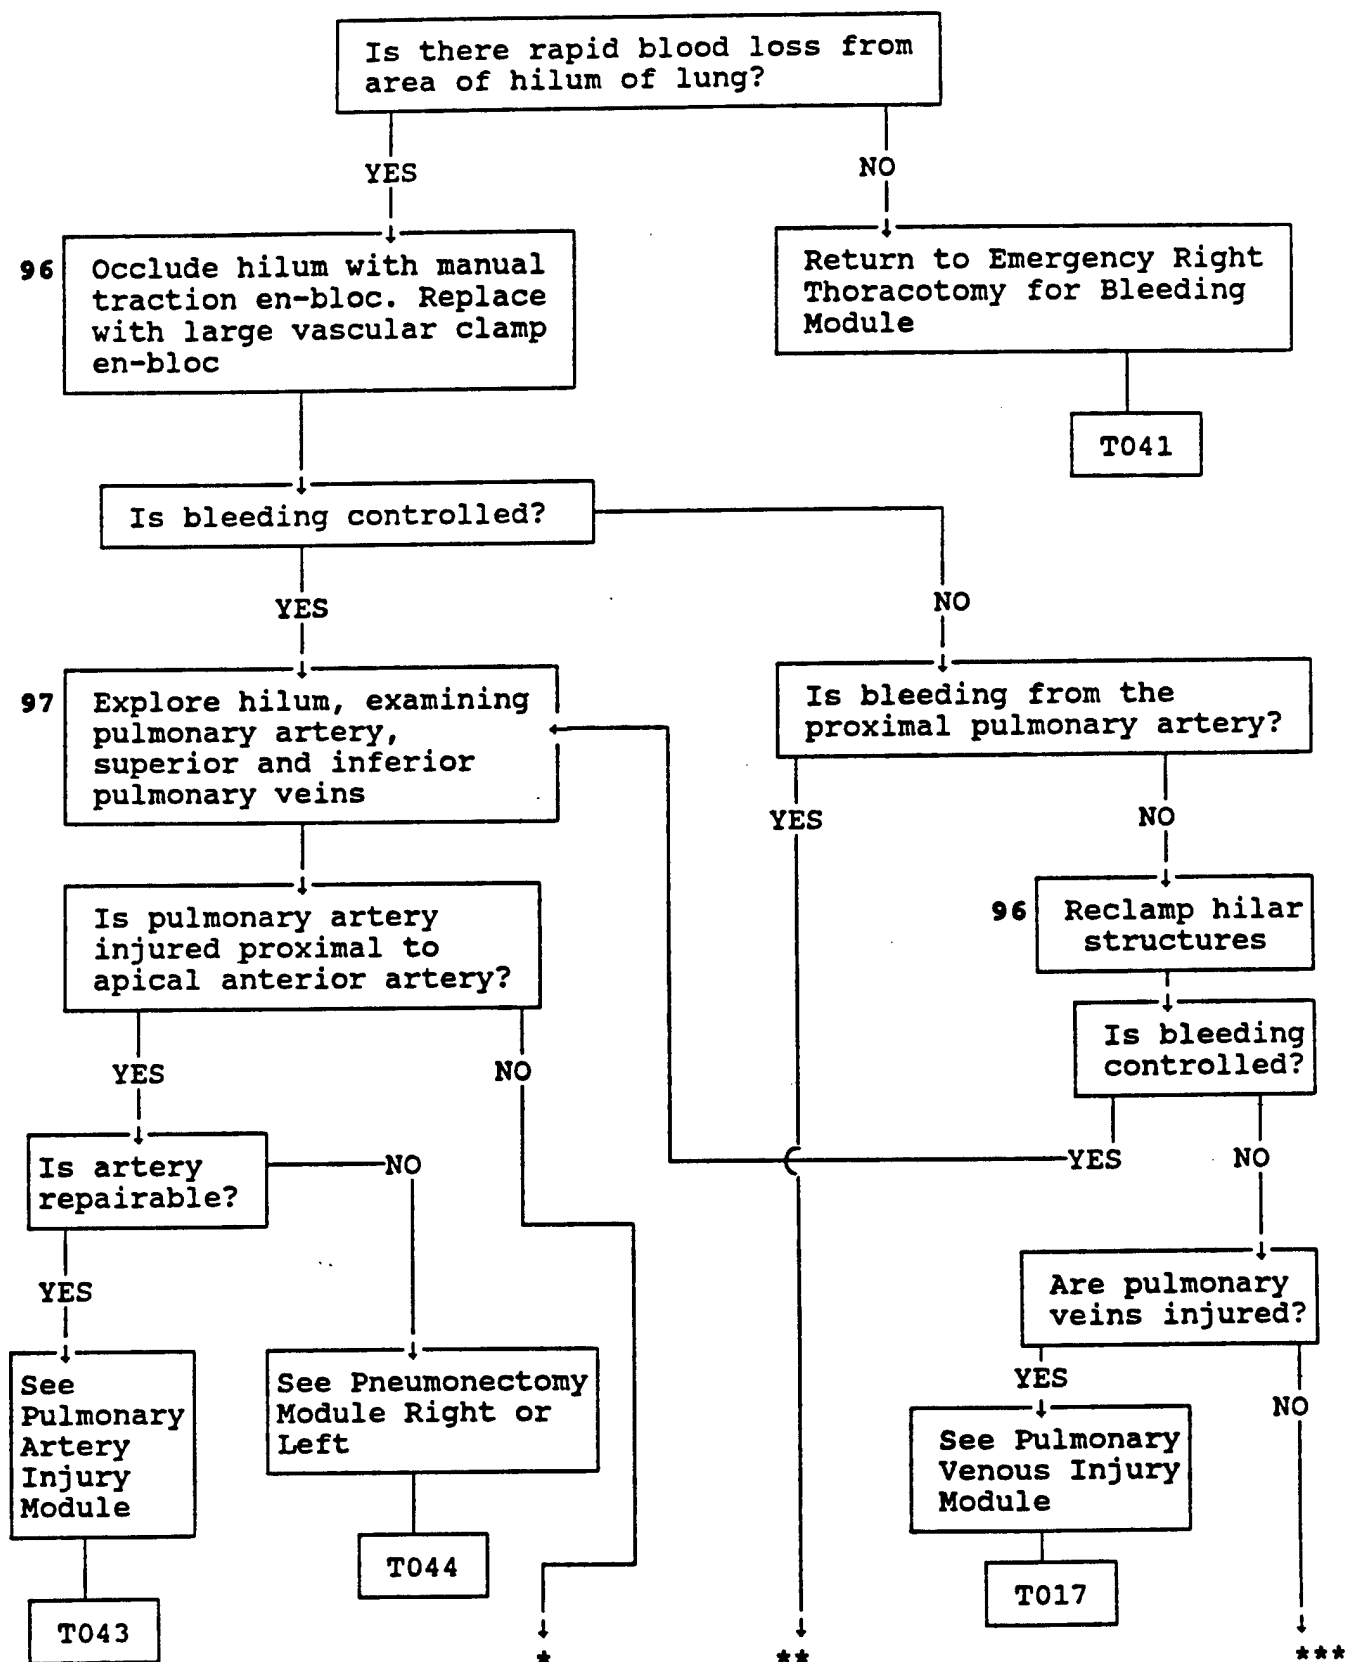 Is there rapid blood loss from
area of hilum of lung?
YES
NO
96
Occlude hilum with manual
traction en-bloc. Replace
with large vascular clamp
en-bloc
Return to Emergency Right
Thoracotomy for Bleeding
Module
T041
Is bleeding controlled?
YES
NO
97
Explore hilum, examining
pulmonary artery,
superior and inferior
pulmonary veins
Is bleeding from the
proximal pulmonary artery?
YES
NO
Is pulmonary artery
injured proximal to
apical anterior artery?
96
Reclamp hilar
structures
Is bleeding
controlled?
YES
NO
YES
NO
Is artery
repairable?
NO
YES
Are pulmonary
veins injured?
YES
NO
See
Pulmonary
Artery
Injury
Module
See Pneumonectomy
Module Right or
Left
See Pulmonary
Venous Injury
Module
T044
T017
T043
*
**
***